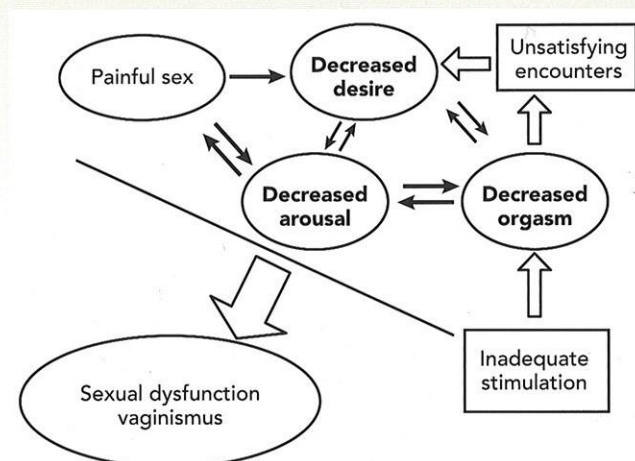 Painful sex
Decreased
desire
Unsatisfying
encounters
Decreased
arousal
Decreased
orgasm
Sexual dysfunction
vaginismus
Inadequate
stimulation